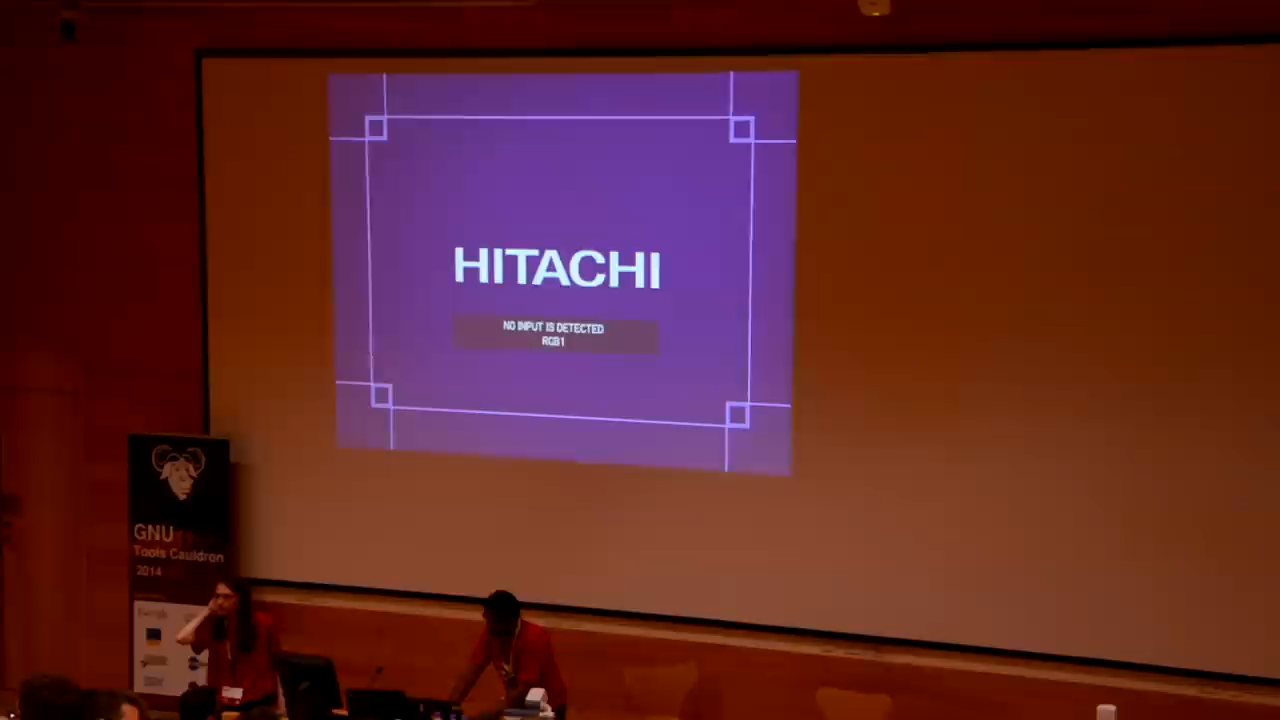 HITACHI
NO INPUT IS DETECTED
RGB1
GNU
Tools Cauldron
2014